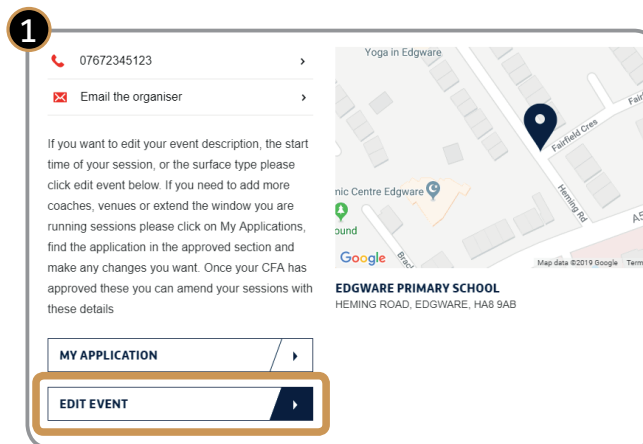 1
07672345123
Email the organiser
If you want to edit your event description, the start
time of your session, or the surface type please
click edit event below. If you need to add more
coaches, venues or extend the window you are
running sessions please click on My Applications,
find the application in the approved section and
make any changes you want. Once your CFA has
approved these you can amend your sessions with
these details
MY APPLICATION
EDIT EVENT
Yoga in Edgware
Fairfield Cres
Heming Rd
mic Centre Edgware
ound
Google
Map data ©2019 Google
Term
EDGWARE PRIMARY SCHOOL
HEMING ROAD, EDGWARE, HA8 9AB